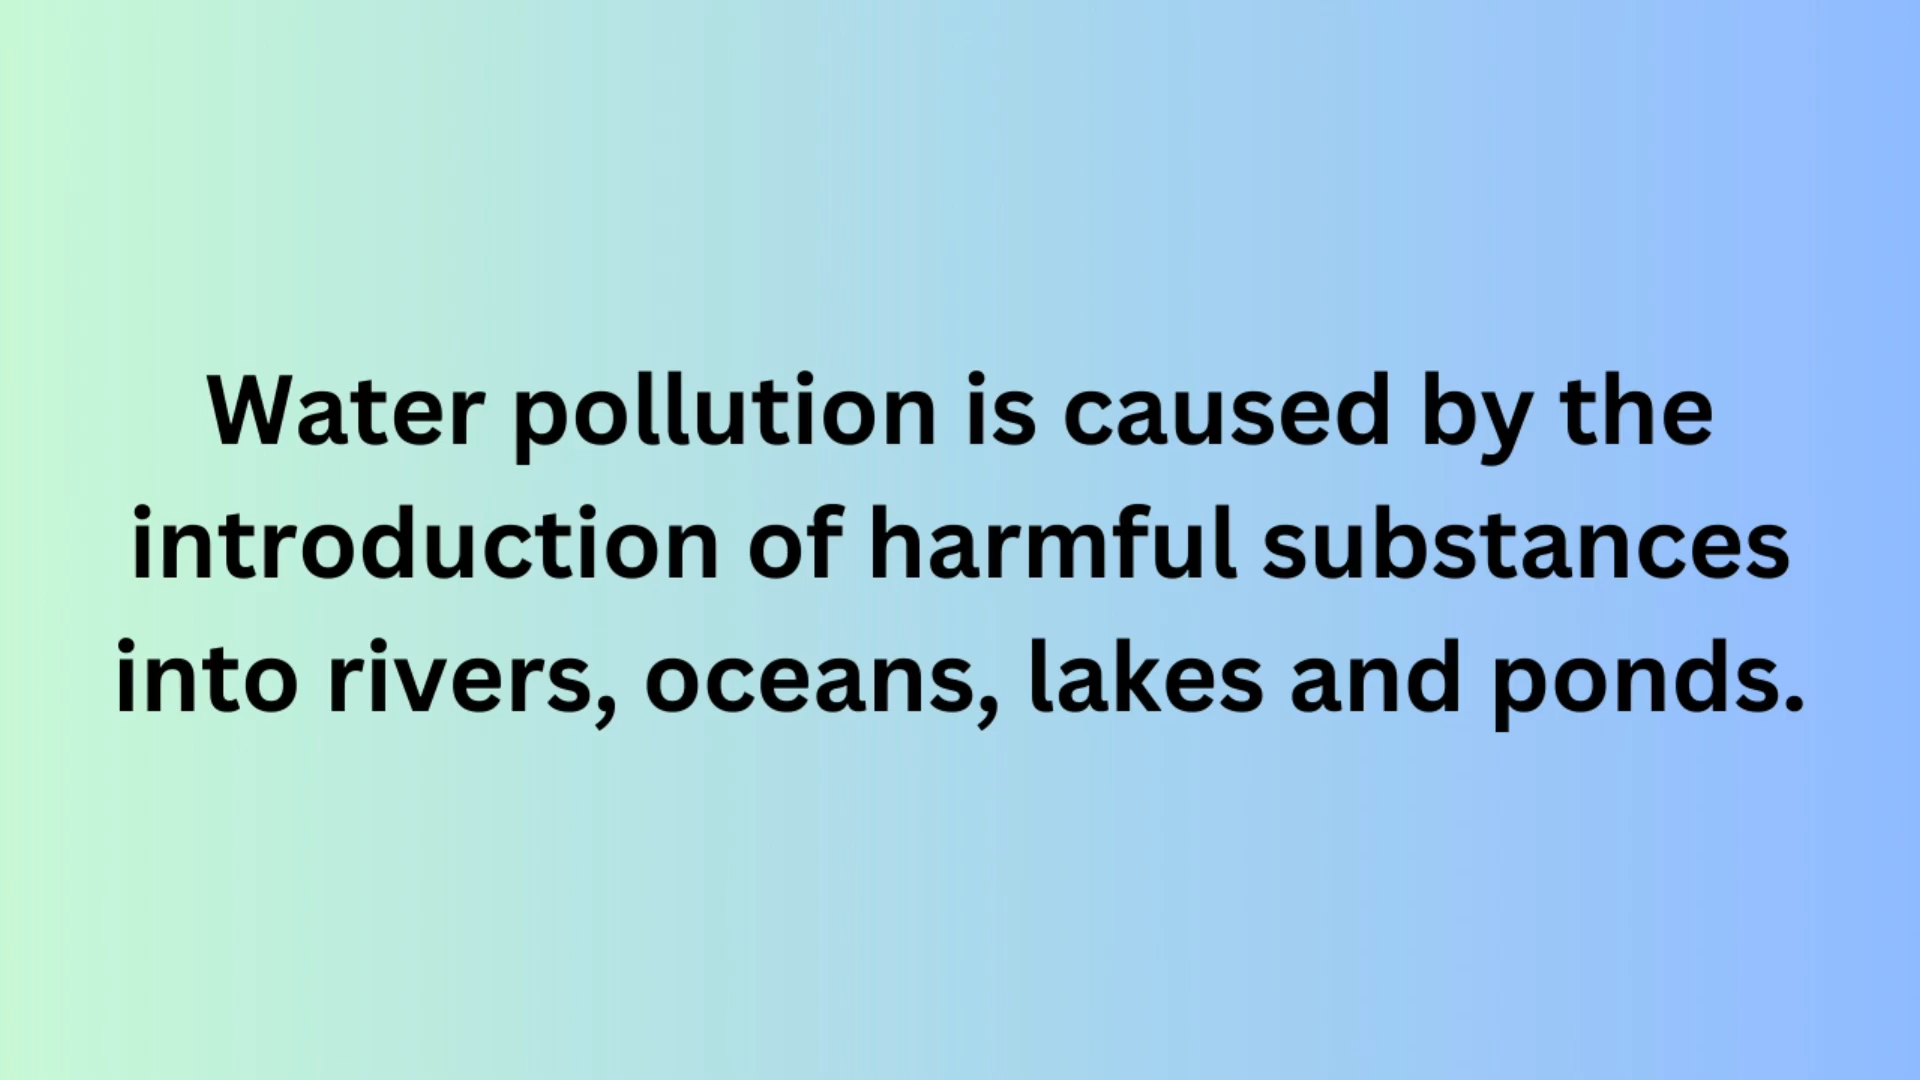 Water pollution is caused by the
introduction of harmful substances
into rivers, oceans, lakes and ponds.